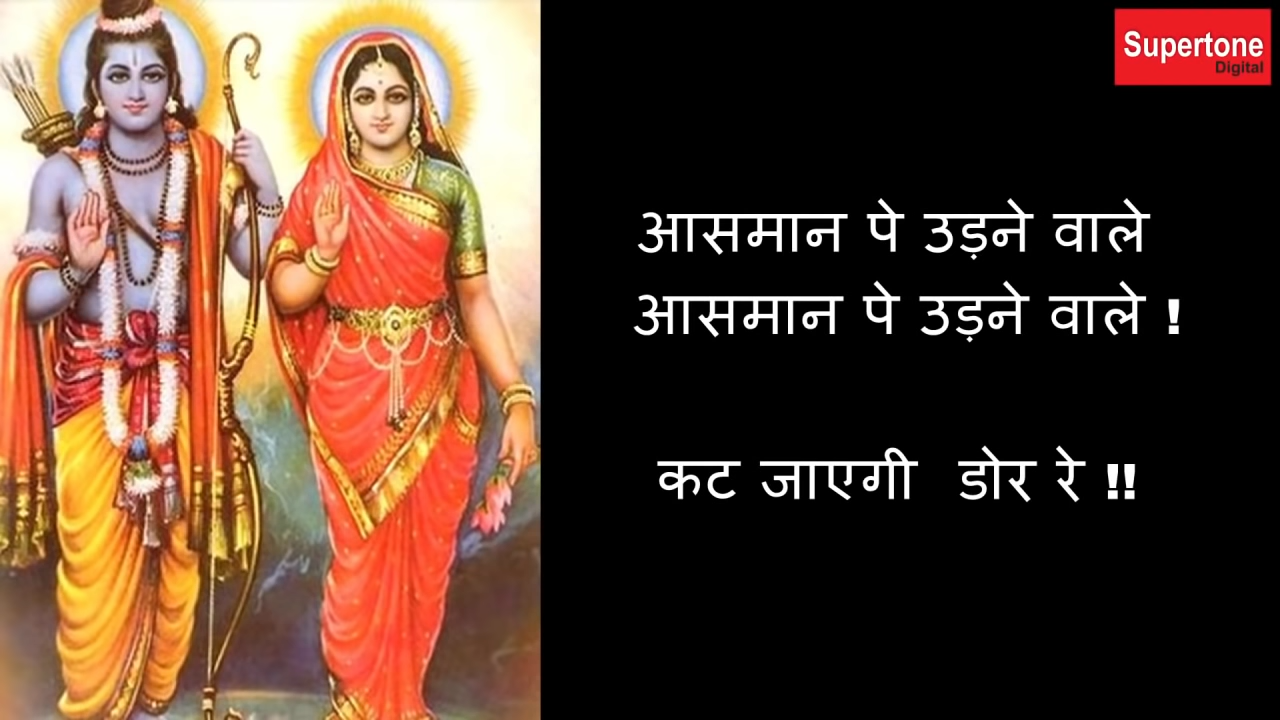 Supertone
Digital
आसमान पे उड़ने वाले
आसमान पे उड़ने वाले !
कट जाएगी डोर रे !!